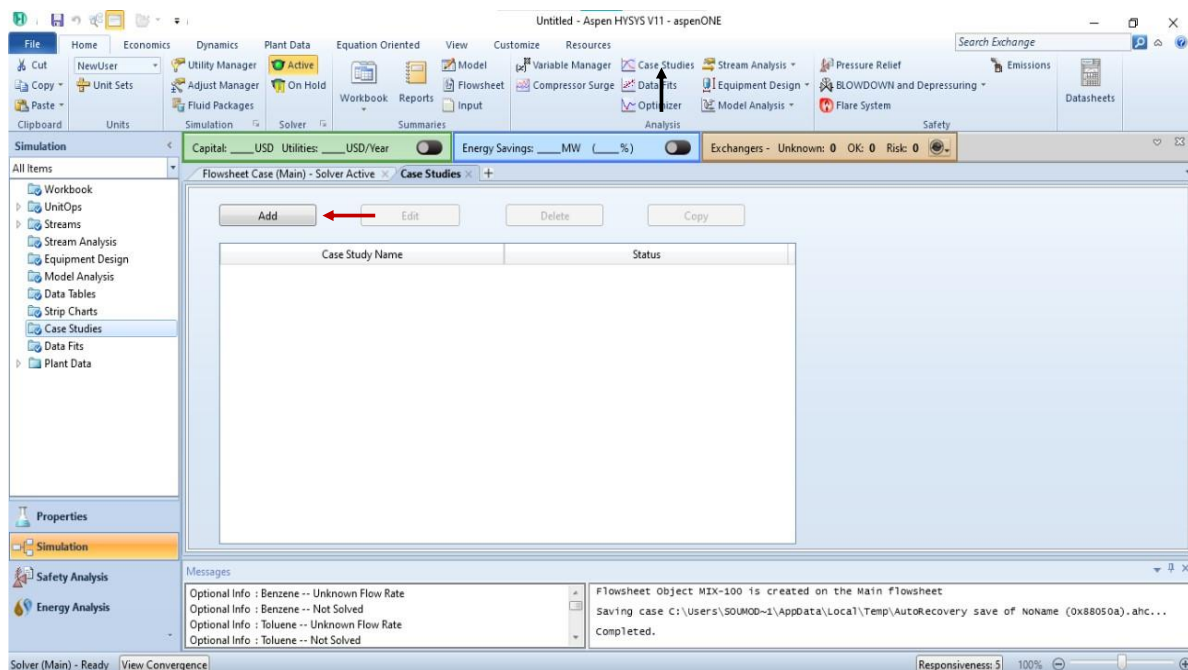 Untitled - Aspen HYSYS V11 - aspenONE
File Home Economics Dynamics Plant Data Equation Oriented View Customize Resources Search Exchange
Cut NewUser Utility Manager Active Model Variable Manager Case Studies Stream Analysis Pressure Relief Emissions
Copy Unit Sets Adjust Manager On Hold Workbook Reports Flowsheet Compressor Surge Data Fits Equipment Design BLOWDOWN and Depressuring Datasheets
Paste Fluid Packages Input Optimizer Model Analysis Flare System
Clipboard Units Simulation Solver Summaries Analysis Safety
Simulation
Capital: ____USD Utilities: ____USD/Year Energy Savings: ____MW (____%) Exchangers - Unknown: 0 OK: 0 Risk: 0
All Items
Flowsheet Case (Main) - Solver Active Case Studies +
Workbook
UnitOps
Streams
Stream Analysis
Equipment Design
Model Analysis
Data Tables
Strip Charts
Case Studies
Data Fits
Plant Data
Add Edit Delete Copy
Case Study Name Status
Properties
Simulation
Safety Analysis
Energy Analysis
Messages
Optional Info : Benzene -- Unknown Flow Rate
Optional Info : Benzene -- Not Solved
Optional Info : Toluene -- Unknown Flow Rate
Optional Info : Toluene -- Not Solved
Flowsheet Object MIX-100 is created on the Main flowsheet
Saving case C:\Users\SOUMOD~1\AppData\Local\Temp\AutoRecovery save of NoName (0x88050a).ahc...
Completed.
Solver (Main) - Ready View Convergence Responsiveness: 5 100%